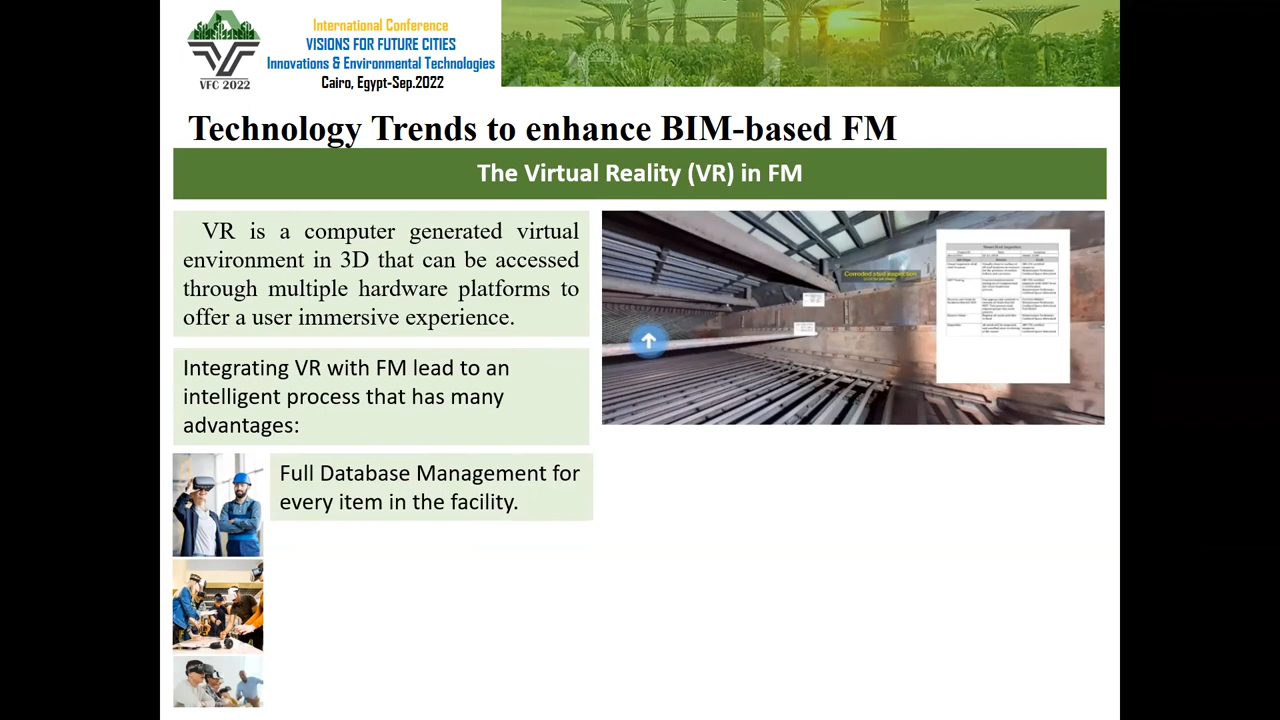 International Conference
VISIONS FOR FUTURE CITIES
Innovations & Environmental Technologies
Cairo, Egypt-Sep.2022
VFC 2022
Technology Trends to enhance BIM-based FM
The Virtual Reality (VR) in FM
VR is a computer generated virtual
environment in 3D that can be accessed
through multiple hardware platforms to
offer a user immersive experience.
Integrating VR with FM lead to an
intelligent process that has many
advantages:
Full Database Management for
every item in the facility.
Corroded stud inspection